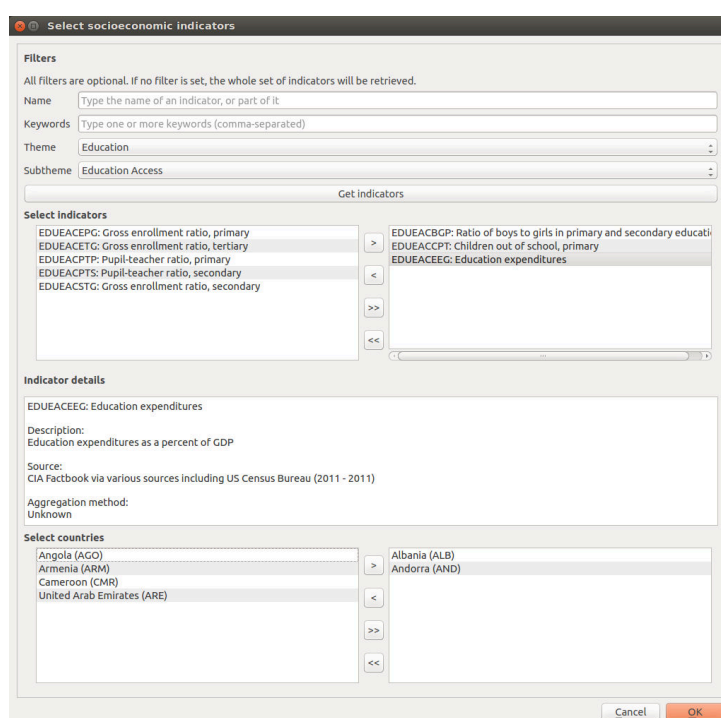 Select socioeconomic indicators
Filters
All filters are optional. If no filter is set, the whole set of indicators will be retrieved.
Name Type the name of an indicator, or part of it
Keywords Type one or more keywords (comma-separated)
Theme Education
Subtheme Education Access
Get indicators
Select indicators
EDUEACEPG: Gross enrollment ratio, primary
EDUEACETG: Gross enrollment ratio, tertiary
EDUEACPTP: Pupil-teacher ratio, primary
EDUEACPTS: Pupil-teacher ratio, secondary
EDUEACSTG: Gross enrollment ratio, secondary
>
<
>>
<<
EDUEACBGP: Ratio of boys to girls in primary and secondary educati
EDUEACCPT: Children out of school, primary
EDUEACEEG: Education expenditures
Indicator details
EDUEACEEG: Education expenditures
Description:
Education expenditures as a percent of GDP
Source:
CIA Factbook via various sources including US Census Bureau (2011 - 2011)
Aggregation method:
Unknown
Select countries
Angola (AGO)
Armenia (ARM)
Cameroon (CMR)
United Arab Emirates (ARE)
>
<
>>
<<
Albania (ALB)
Andorra (AND)
Cancel
OK